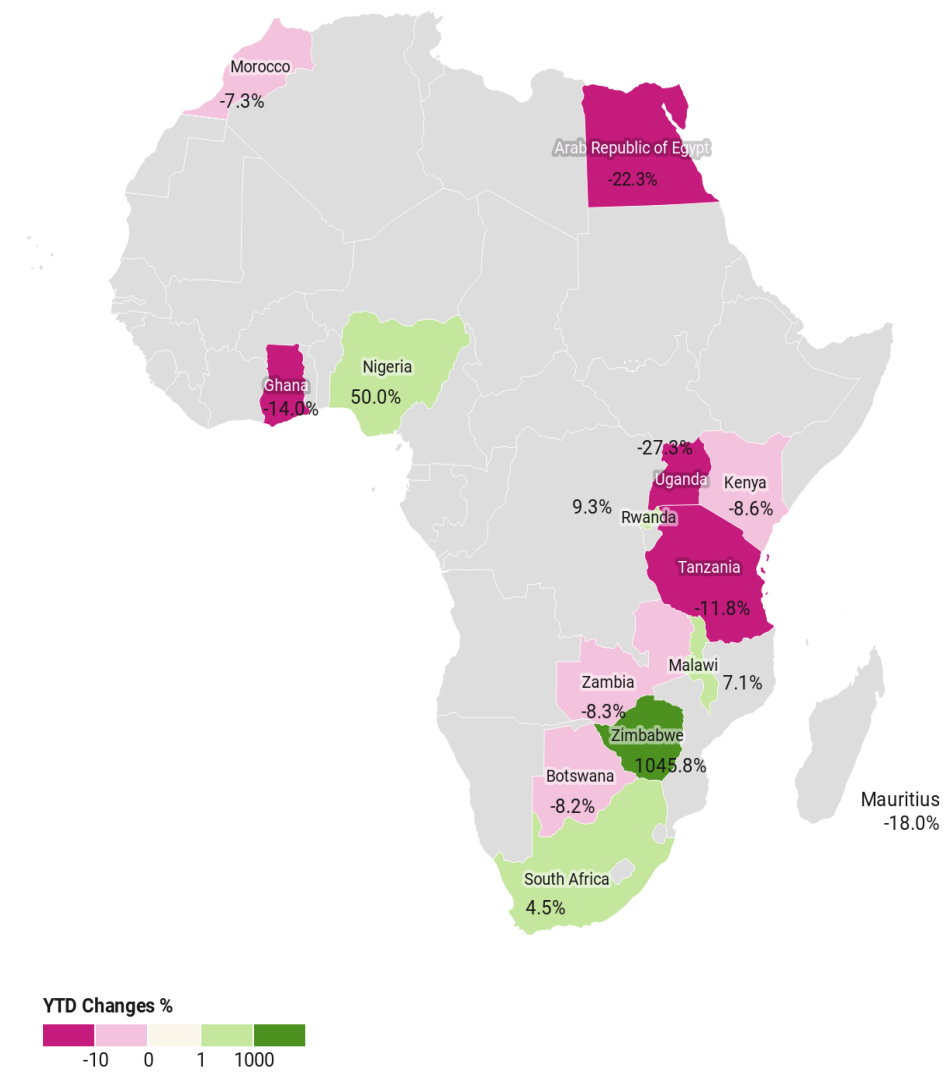 Morocco
-7.3%
Arab Republic of Egypt
-22.3%
Nigeria
50.0%
Ghana
-14.0%
-27.3%
Uganda
Kenya
-8.6%
9.3%
Rwanda
Tanzania
-11.8%
Malawi
7.1%
Zambia
-8.3%
Zimbabwe
1045.8%
Botswana
-8.2%
Mauritius
-18.0%
South Africa
4.5%
YTD Changes %
-10 0 1 1000